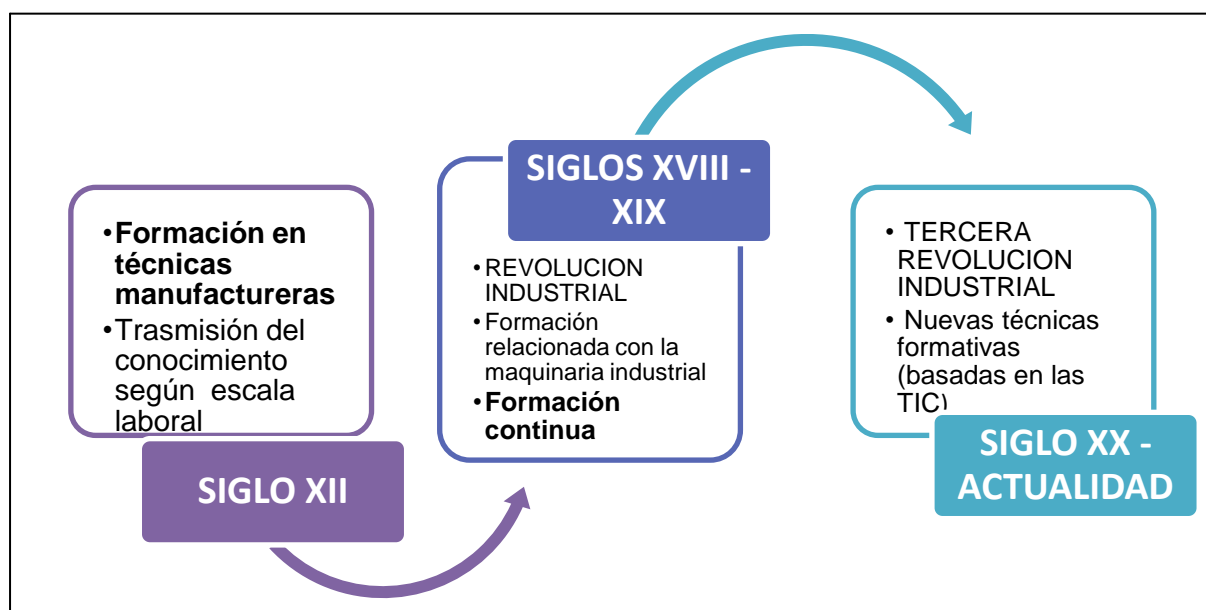 •Formación en
técnicas
manufactureras
•Trasmisión del
conocimiento
según escala
laboral
SIGLO XII
SIGLOS XVIII -
XIX
•REVOLUCION
INDUSTRIAL
•Formación
relacionada con la
maquinaria industrial
•Formación
continua
• TERCERA
REVOLUCION
INDUSTRIAL
• Nuevas técnicas
formativas
(basadas en las
TIC)
SIGLO XX -
ACTUALIDAD